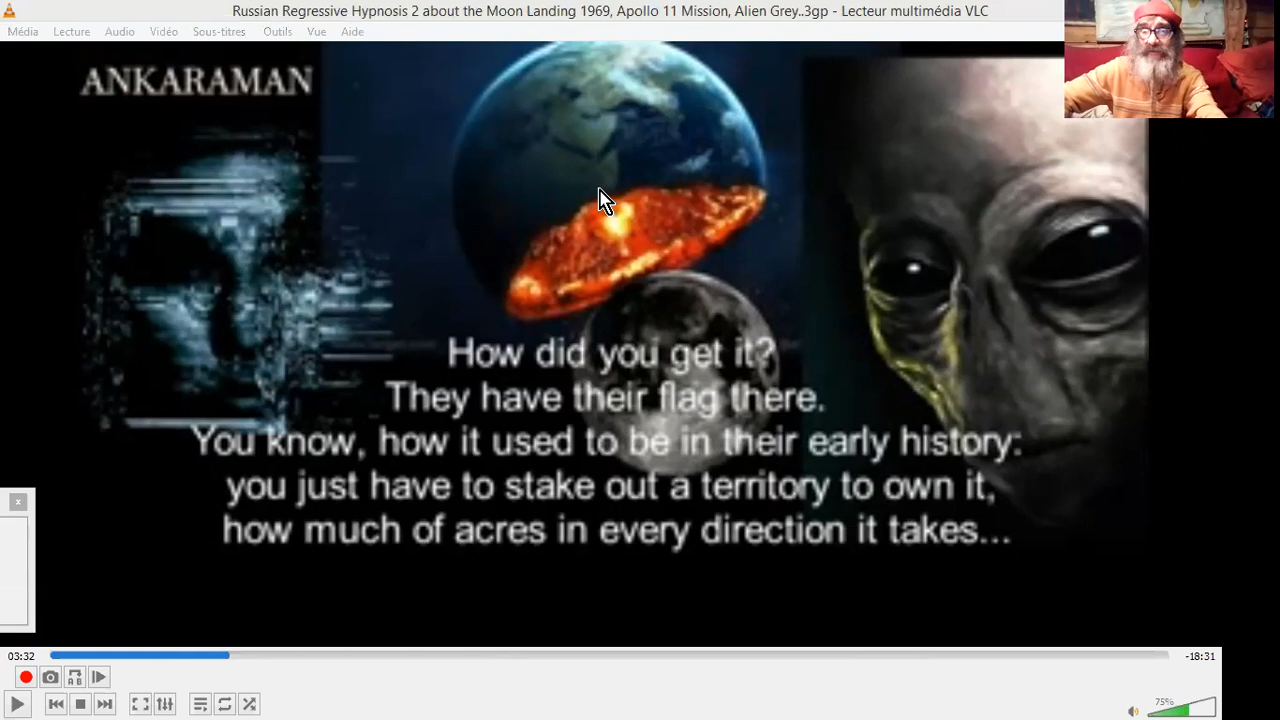 Russian Regressive Hypnosis 2 about the Moon Landing 1969, Apollo 11 Mission, Alien Grey..3gp - Lecteur multimédia VLC
Média Lecture Audio Vidéo Sous-titres Outils Vue Aide
ANKARAMAN
How did you get it?
They have their flag there.
You know, how it used to be in their early history:
you just have to stake out a territory to own it,
how much of acres in every direction it takes...
x
03:32
-18:31
A B
75%